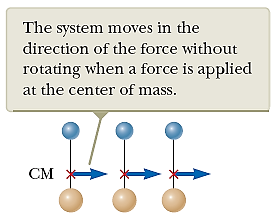 The system moves in the
direction of the force without
rotating when a force is applied
at the center of mass.
CM